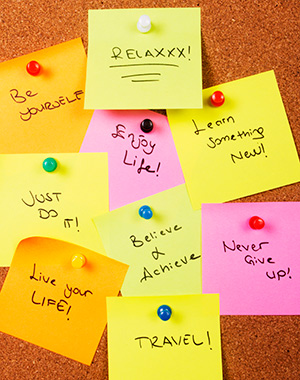 RELAXXX!
Be
YOURSELF
Enjoy
Life!
Learn
Something
New!
JUST
DO
IT!
Believe
&
Achieve
Never
Give
UP!
Live your
LIFE!
TRAVEL!